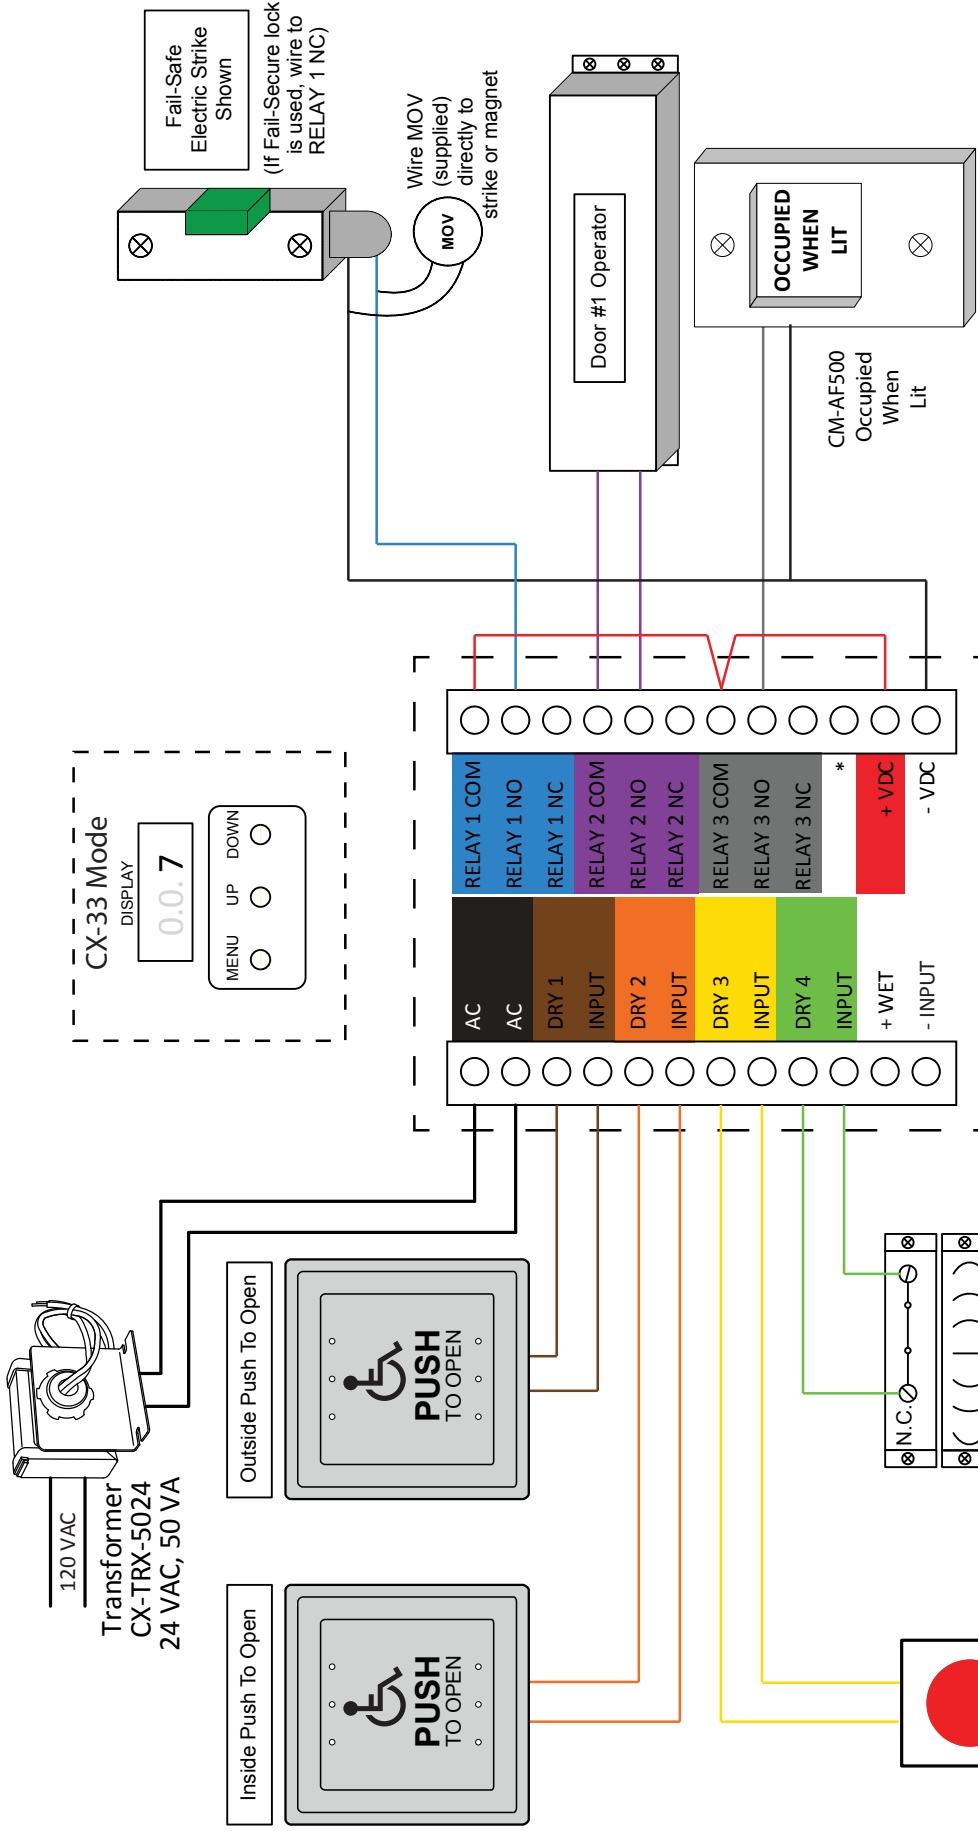 Fail-Safe
Electric Strike
Shown
(If Fail-Secure lock
is used, wire to
RELAY 1 NC)
Wire MOV
(supplied)
directly to
strike or magnet
MOV
Door #1 Operator
OCCUPIED
WHEN
LIT
CM-AF500
Occupied
When
Lit
CX-33 Mode
DISPLAY
0.0.7
MENU UP DOWN
AC RELAY 1 COM
AC RELAY 1 NO
DRY 1 RELAY 1 NC
INPUT RELAY 2 COM
DRY 2 RELAY 2 NO
INPUT RELAY 2 NC
DRY 3 RELAY 3 COM
INPUT RELAY 3 NO
DRY 4 RELAY 3 NC
INPUT *
+ WET + VDC
- INPUT - VDC
120 VAC
Transformer
CX-TRX-5024
24 VAC, 50 VA
Outside Push To Open
PUSH
TO OPEN
Inside Push To Open
PUSH
TO OPEN
N.C.